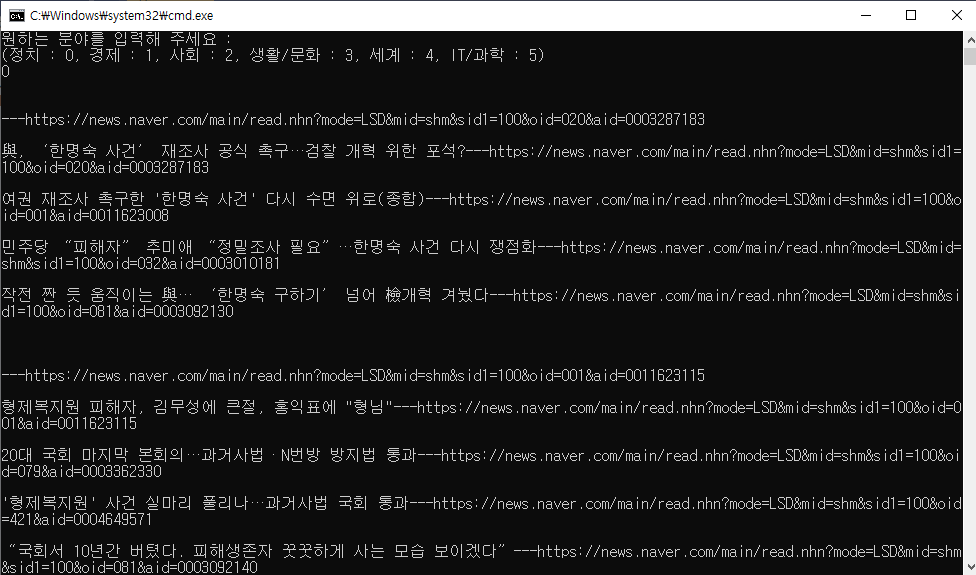 C:₩Windows₩system32₩cmd.exe
원하는 분야를 입력해 주세요 :
(정치 : 0, 경제 : 1, 사회 : 2, 생활/문화 : 3, 세계 : 4, IT/과학 : 5)
0
---https://news.naver.com/main/read.nhn?mode=LSD&mid=shm&sid1=100&oid=020&aid=0003287183
與, ‘한명숙 사건’ 재조사 공식 촉구…검찰 개혁 위한 포석?---https://news.naver.com/main/read.nhn?mode=LSD&mid=shm&sid1=
100&oid=020&aid=0003287183
여권 재조사 촉구한 '한명숙 사건' 다시 수면 위로(종합)---https://news.naver.com/main/read.nhn?mode=LSD&mid=shm&sid1=100&o
id=001&aid=0011623008
민주당 “피해자” 추미애 “정밀조사 필요”…한명숙 사건 다시 쟁점화---https://news.naver.com/main/read.nhn?mode=LSD&mid=
shm&sid1=100&oid=032&aid=0003010181
작전 짠 듯 움직이는 與… ‘한명숙 구하기’ 넘어 檢개혁 겨눴다---https://news.naver.com/main/read.nhn?mode=LSD&mid=shm&si
d1=100&oid=081&aid=0003092130
---https://news.naver.com/main/read.nhn?mode=LSD&mid=shm&sid1=100&oid=001&aid=0011623115
형제복지원 피해자, 김무성에 큰절, 홍익표에 "형님"---https://news.naver.com/main/read.nhn?mode=LSD&mid=shm&sid1=100&oid=0
01&aid=0011623115
20대 국회 마지막 본회의…과거사법·N번방 방지법 통과---https://news.naver.com/main/read.nhn?mode=LSD&mid=shm&sid1=100&oi
d=079&aid=0003362330
'형제복지원' 사건 실마리 풀리나…과거사법 국회 통과---https://news.naver.com/main/read.nhn?mode=LSD&mid=shm&sid1=100&oid
=421&aid=0004649571
“국회서 10년간 버텼다. 피해생존자 꿋꿋하게 사는 모습 보이겠다”---https://news.naver.com/main/read.nhn?mode=LSD&mid=shm
&sid1=100&oid=081&aid=0003092140